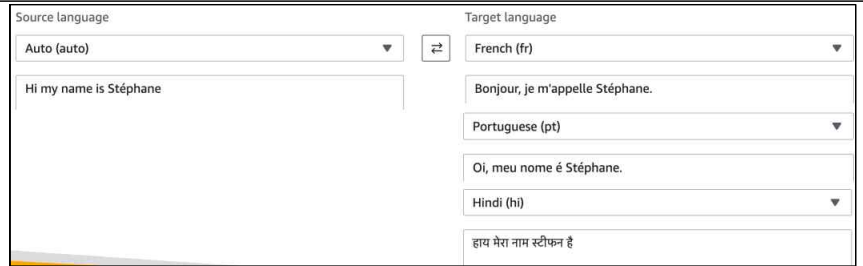 Source language
Target language
Auto (auto)
French (fr)
Hi my name is Stéphane
Bonjour, je m'appelle Stéphane.
Portuguese (pt)
Oi, meu nome é Stéphane.
Hindi (hi)
हाय मेरा नाम स्टीफन है